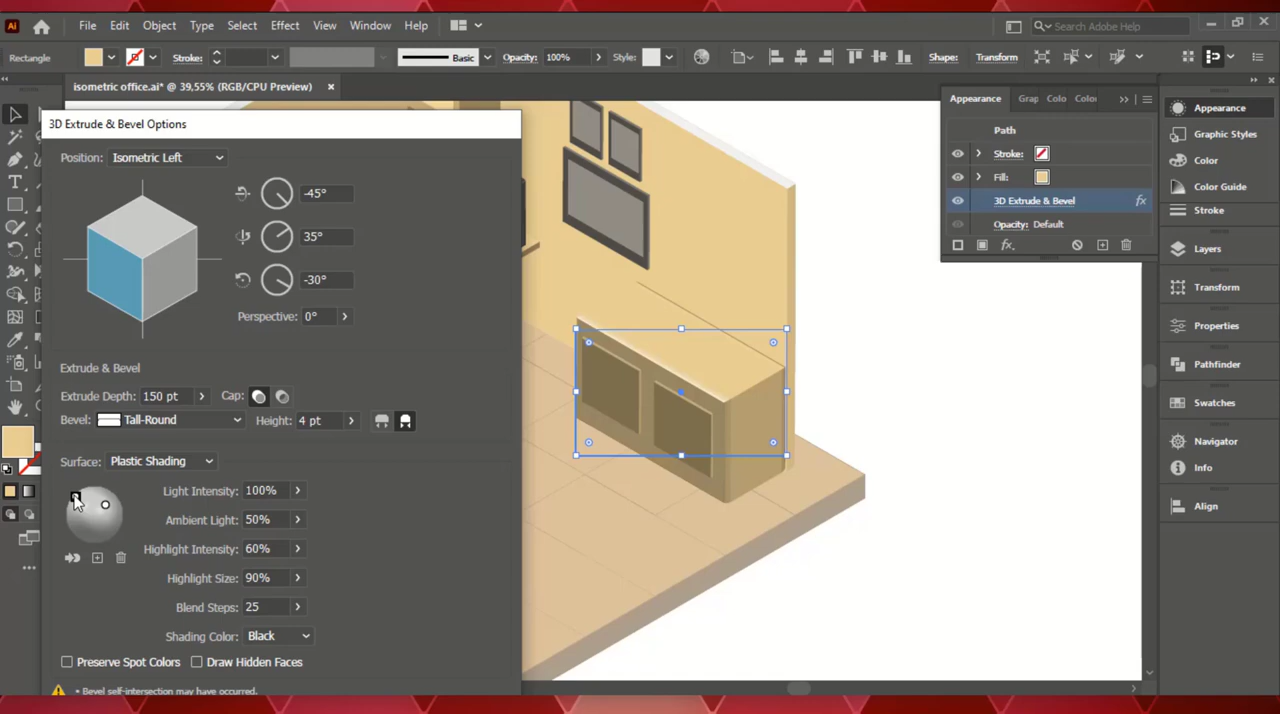 Ai File Edit Object Type Select Effect View Window Help Search Adobe Help
Rectangle Stroke: Basic Opacity: 100% Style: Shape: Transform
isometric office.ai* @ 39,55% (RGB/CPU Preview)
3D Extrude & Bevel Options
Position: Isometric Left
-45°
35°
-30°
Perspective: 0°
Extrude & Bevel
Extrude Depth: 150 pt Cap:
Bevel: Tall-Round Height: 4 pt
Surface: Plastic Shading
Light Intensity: 100%
Ambient Light: 50%
Highlight Intensity: 60%
Highlight Size: 90%
Blend Steps: 25
Shading Color: Black
Preserve Spot Colors Draw Hidden Faces
• Bevel self-intersection may have occurred.
Appearance Grap Colo Color
Path
Stroke:
Fill:
3D Extrude & Bevel fx
Opacity: Default
fx
Appearance
Graphic Styles
Color
Color Guide
Stroke
Layers
Transform
Properties
Pathfinder
Swatches
Navigator
Info
Align